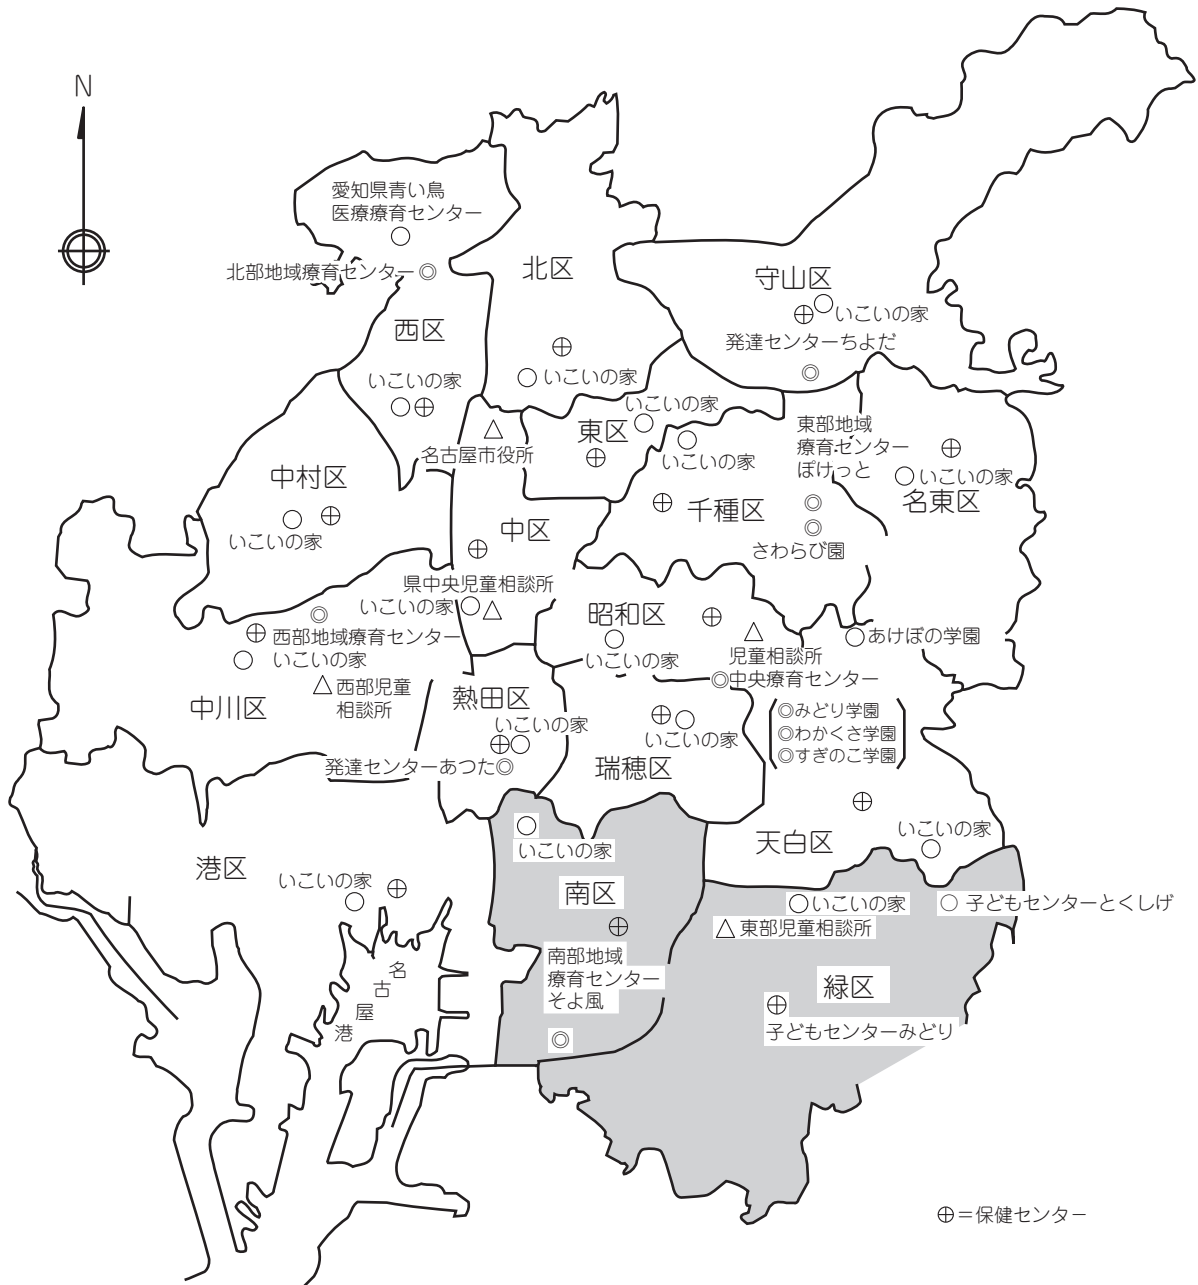 N
愛知県青い鳥
医療療育センター
○
北部地域療育センター◎
北区
守山区
⊕○いこいの家
発達センターちよだ
◎
西区
いこいの家
○⊕
⊕
○いこいの家
いこいの家
○
東区
⊕
△
名古屋市役所
○
いこいの家
東部地域
療育センター
ぽけっと
◎
◎
さわらび園
⊕
○いこいの家
名東区
中村区
○⊕
いこいの家
⊕千種区
中区
⊕
県中央児童相談所
いこいの家○△
昭和区
⊕
○
いこいの家
△
児童相談所
◎中央療育センター
○あけぼの学園
◎
⊕西部地域療育センター
○いこいの家
△西部児童
相談所
中川区
熱田区
いこいの家
⊕○
発達センターあつた◎
⊕○
いこいの家
瑞穂区
◎みどり学園
◎わかくさ学園
◎すぎのこ学園
⊕
天白区
いこいの家
○
港区
いこいの家
○
⊕
名
古
屋
港
○
いこいの家
南区
⊕
南部地域
療育センター
そよ風
◎
○いこいの家
△東部児童相談所
○子どもセンターとくしげ
緑区
⊕
子どもセンターみどり
⊕=保健センター